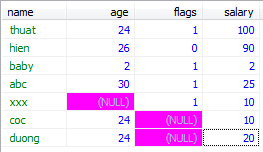 name age flags salary
thuat 24 1 100
hien 26 0 90
baby 2 1 2
abc 30 1 25
xxx (NULL) 1 10
coc 24 (NULL) 10
duong 24 (NULL) 20